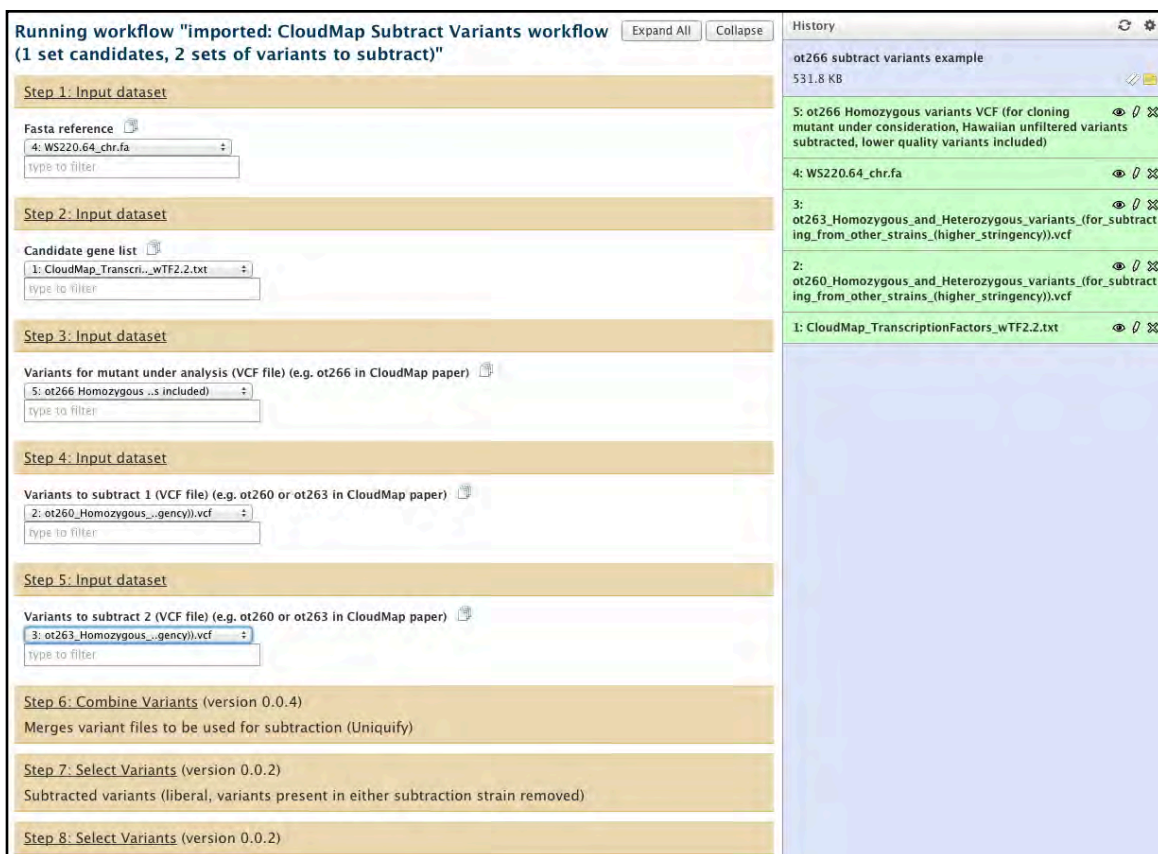 Running workflow "imported: CloudMap Subtract Variants workflow
(1 set candidates, 2 sets of variants to subtract)"
Expand All
Collapse
Step 1: Input dataset
Fasta reference
4: WS220.64_chr.fa
type to filter
Step 2: Input dataset
Candidate gene list
1: CloudMap_Transcri.._wTF2.2.txt
type to filter
Step 3: Input dataset
Variants for mutant under analysis (VCF file) (e.g. ot266 in CloudMap paper)
5: ot266 Homozygous ..s included)
type to filter
Step 4: Input dataset
Variants to subtract 1 (VCF file) (e.g. ot260 or ot263 in CloudMap paper)
2: ot260_Homozygous_..gency)).vcf
type to filter
Step 5: Input dataset
Variants to subtract 2 (VCF file) (e.g. ot260 or ot263 in CloudMap paper)
3: ot263_Homozygous_..gency)).vcf
type to filter
Step 6: Combine Variants (version 0.0.4)
Merges variant files to be used for subtraction (Uniquify)
Step 7: Select Variants (version 0.0.2)
Subtracted variants (liberal, variants present in either subtraction strain removed)
Step 8: Select Variants (version 0.0.2)
History
ot266 subtract variants example
531.8 KB
5: ot266 Homozygous variants VCF (for cloning
mutant under consideration, Hawaiian unfiltered variants
subtracted, lower quality variants included)
4: WS220.64_chr.fa
3:
ot263_Homozygous_and_Heterozygous_variants_(for_subtract
ing_from_other_strains_(higher_stringency)).vcf
2:
ot260_Homozygous_and_Heterozygous_variants_(for_subtract
ing_from_other_strains_(higher_stringency)).vcf
1: CloudMap_TranscriptionFactors_wTF2.2.txt